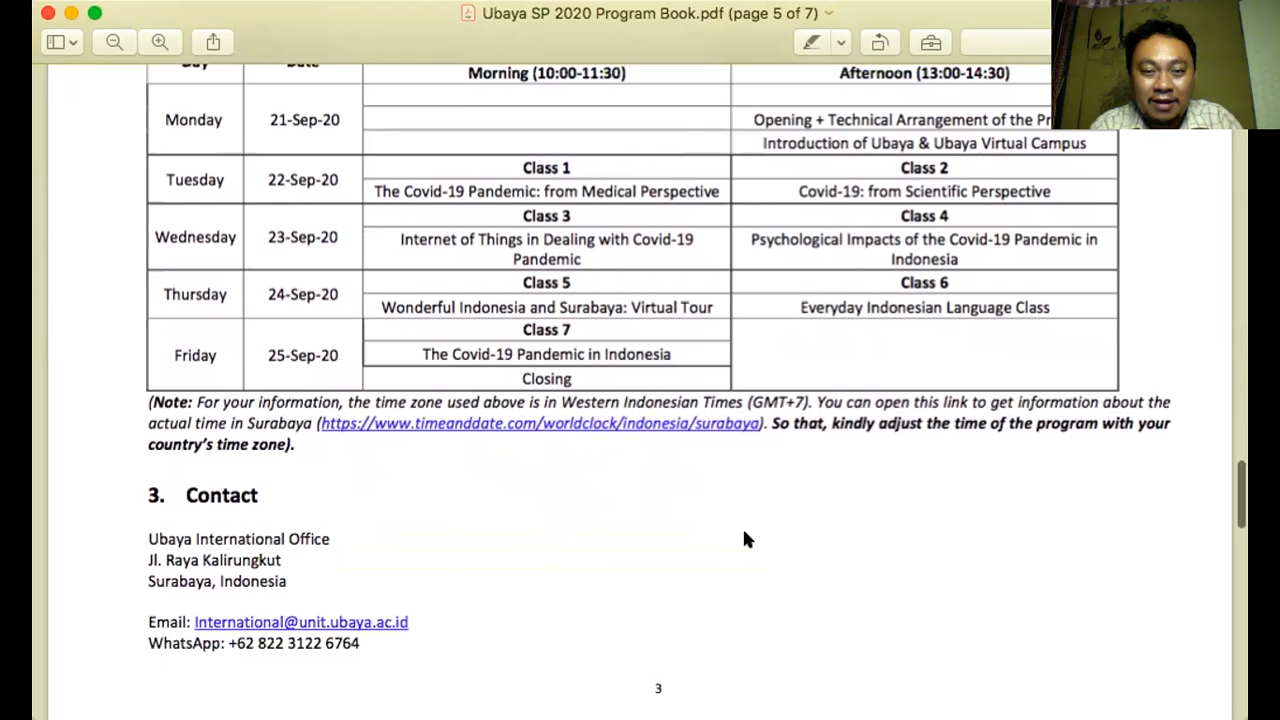 Ubaya SP 2020 Program Book.pdf (page 5 of 7)
Day Date
Morning (10:00-11:30) Afternoon (13:00-14:30)
Monday 21-Sep-20
Opening + Technical Arrangement of the Pr
Introduction of Ubaya & Ubaya Virtual Campus
Tuesday 22-Sep-20
Class 1 Class 2
The Covid-19 Pandemic: from Medical Perspective Covid-19: from Scientific Perspective
Wednesday 23-Sep-20
Class 3 Class 4
Internet of Things in Dealing with Covid-19 Psychological Impacts of the Covid-19 Pandemic in
Pandemic Indonesia
Thursday 24-Sep-20
Class 5 Class 6
Wonderful Indonesia and Surabaya: Virtual Tour Everyday Indonesian Language Class
Friday 25-Sep-20
Class 7
The Covid-19 Pandemic in Indonesia
Closing
(Note: For your information, the time zone used above is in Western Indonesian Times (GMT+7). You can open this link to get information about the
actual time in Surabaya (https://www.timeanddate.com/worldclock/indonesia/surabaya). So that, kindly adjust the time of the program with your
country's time zone).
3. Contact
Ubaya International Office
Jl. Raya Kalirungkut
Surabaya, Indonesia
Email: International@unit.ubaya.ac.id
WhatsApp: +62 822 3122 6764
3